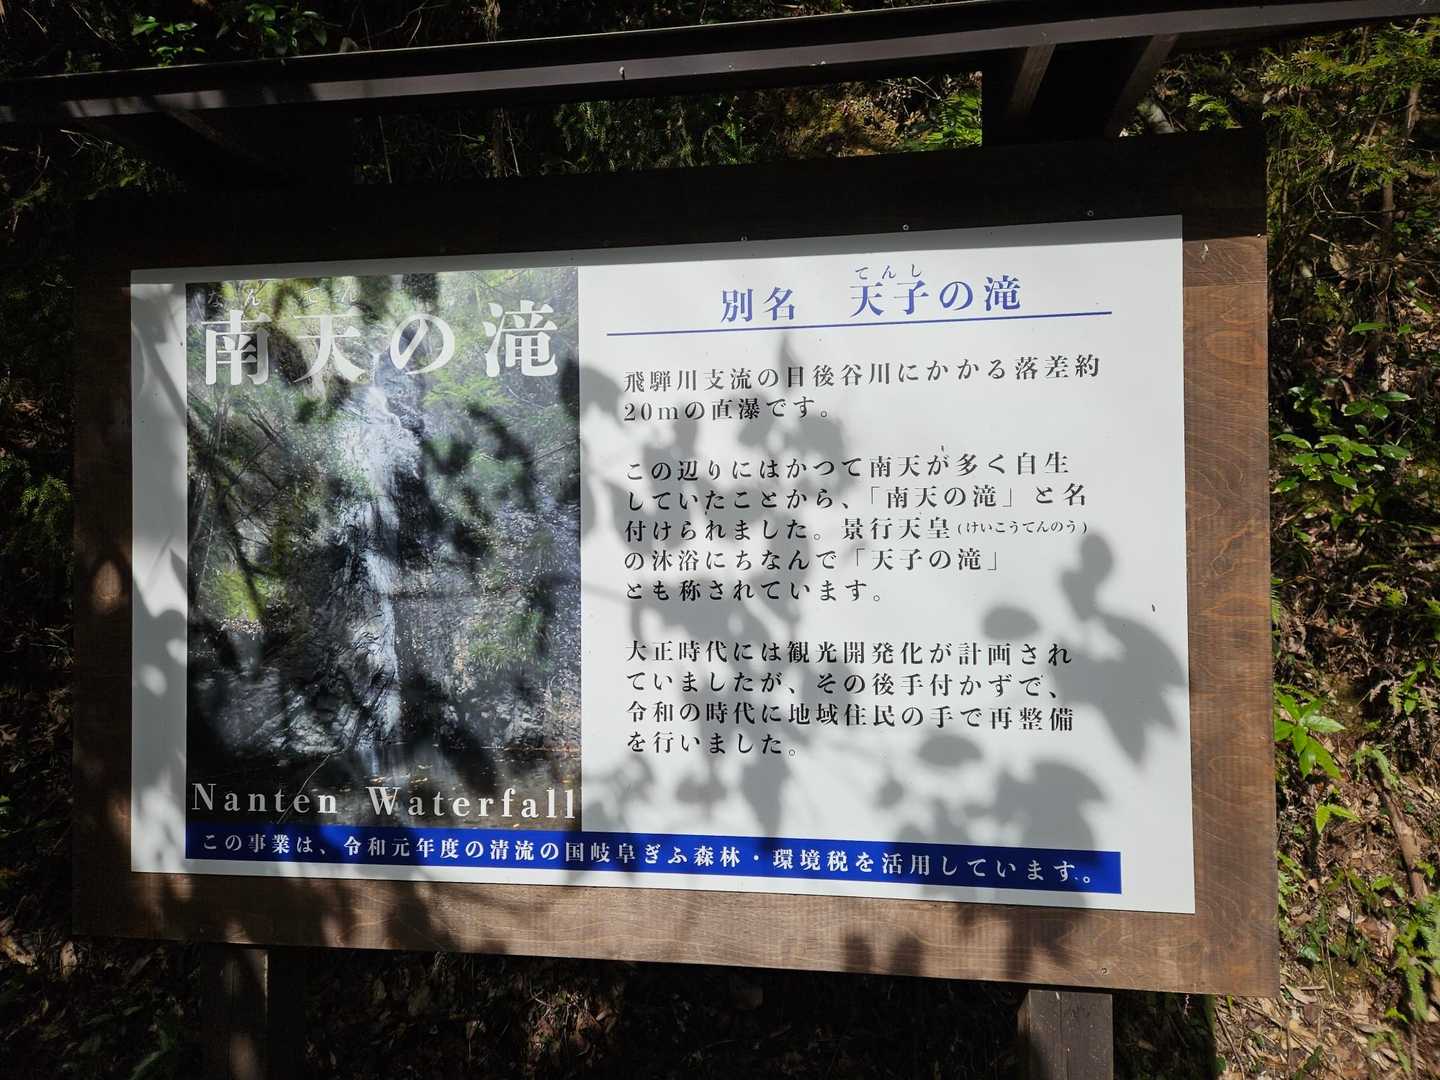 なんてん
南天の滝
Nanten Waterfall
てんし
別名　天子の滝
飛騨川支流の日後谷川にかかる落差約
20mの直瀑です。
この辺りにはかつて南天が多く自生
していたことから、「南天の滝」と名
付けられました。景行天皇(けいこうてんのう)
の沐浴にちなんで「天子の滝」
とも称されています。
大正時代には観光開発化が計画され
ていましたが、その後手付かずで、
令和の時代に地域住民の手で再整備
を行いました。
この事業は、令和元年度の清流の国岐阜ぎふ森林・環境税を活用しています。